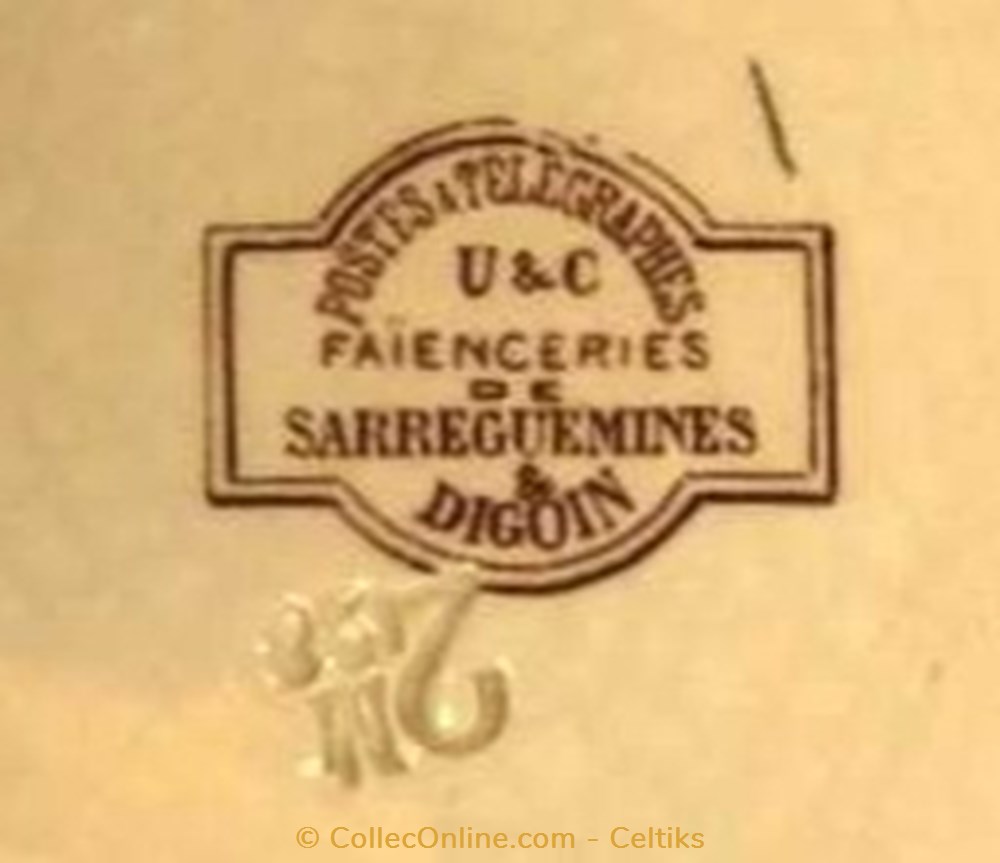 POSTES & TÉLÉGRAPHES
U & C
FAÏENCERIES
DE
SARREGUEMINES
&
DIGOIN
© CollecOnline.com - Celtiks